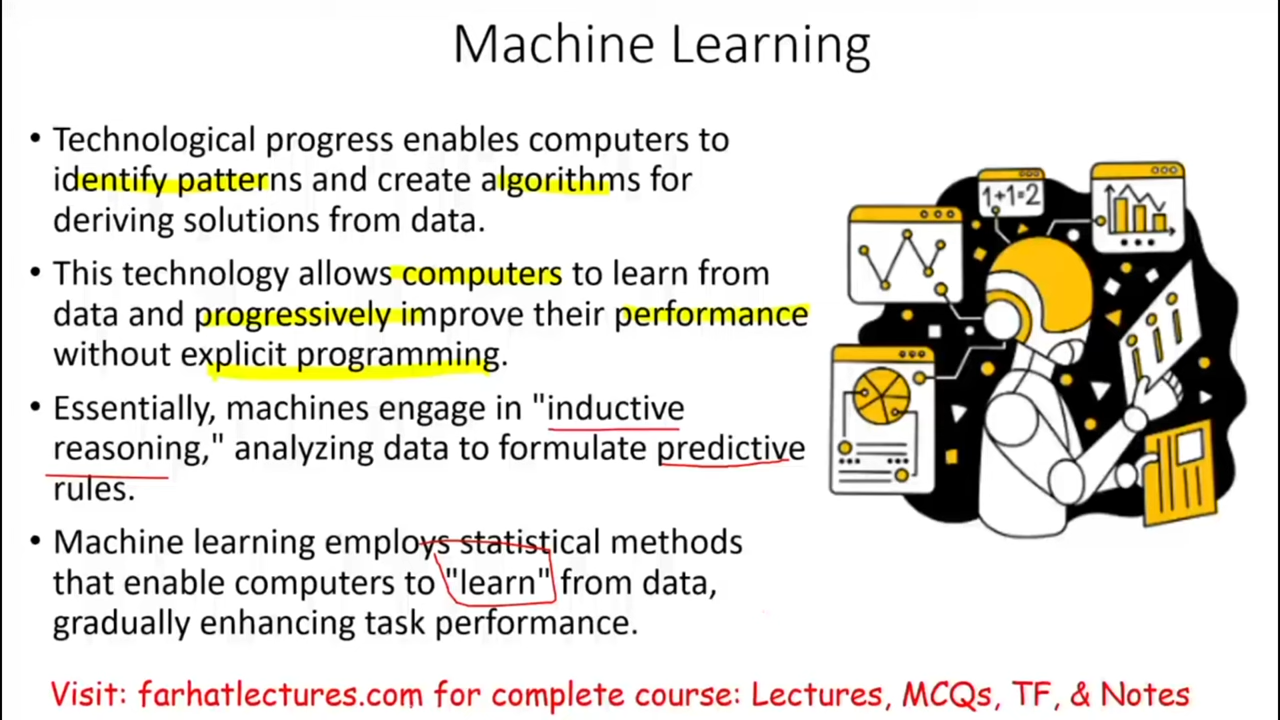 Machine Learning
• Technological progress enables computers to
identify patterns and create algorithms for
deriving solutions from data.
• This technology allows computers to learn from
data and progressively improve their performance
without explicit programming.
• Essentially, machines engage in "inductive
reasoning," analyzing data to formulate predictive
rules.
• Machine learning employs statistical methods
that enable computers to "learn" from data,
gradually enhancing task performance.
1+1=2
Visit: farhatlectures.com for complete course: Lectures, MCQs, TF, & Notes